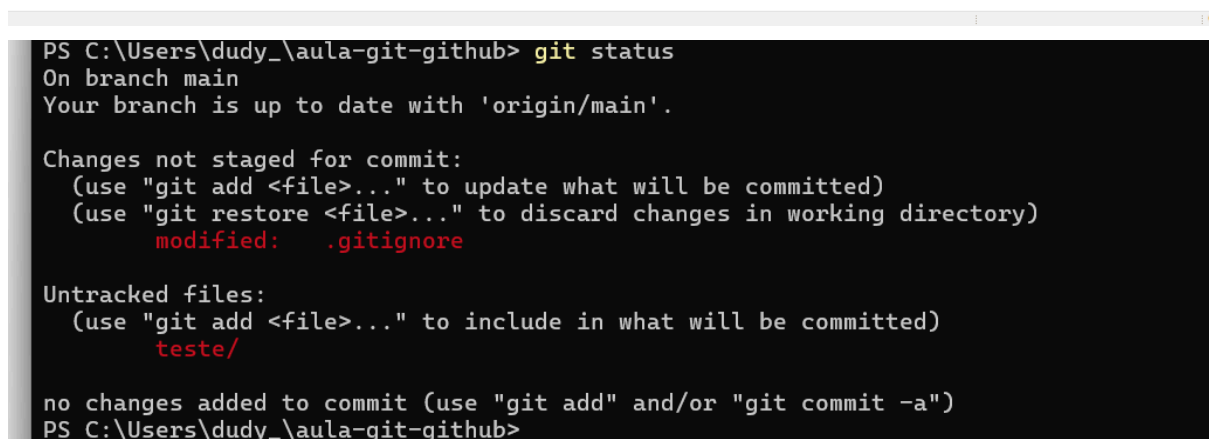 PS C:\Users\dudy_\aula-git-github> git status
On branch main
Your branch is up to date with 'origin/main'.
Changes not staged for commit:
(use "git add <file>..." to update what will be committed)
(use "git restore <file>..." to discard changes in working directory)
modified: .gitignore
Untracked files:
(use "git add <file>..." to include in what will be committed)
teste/
no changes added to commit (use "git add" and/or "git commit -a")
PS C:\Users\dudy_\aula-git-github>